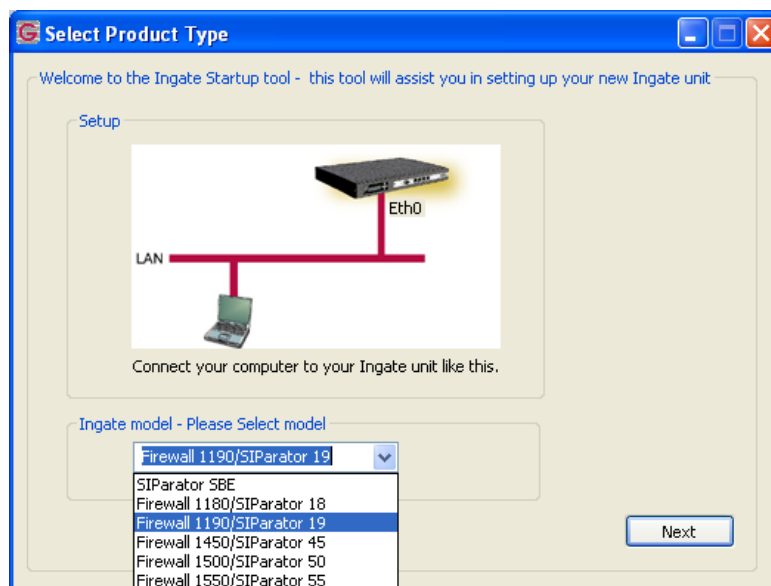 Select Product Type
Welcome to the Ingate Startup tool -  this tool will assist you in setting up your new Ingate unit
Setup
Eth0
LAN
Connect your computer to your Ingate unit like this.
Ingate model - Please Select model
Firewall 1190/SIParator 19
SIParator SBE
Firewall 1180/SIParator 18
Firewall 1190/SIParator 19
Firewall 1450/SIParator 45
Firewall 1500/SIParator 50
Firewall 1550/SIParator 55
Next